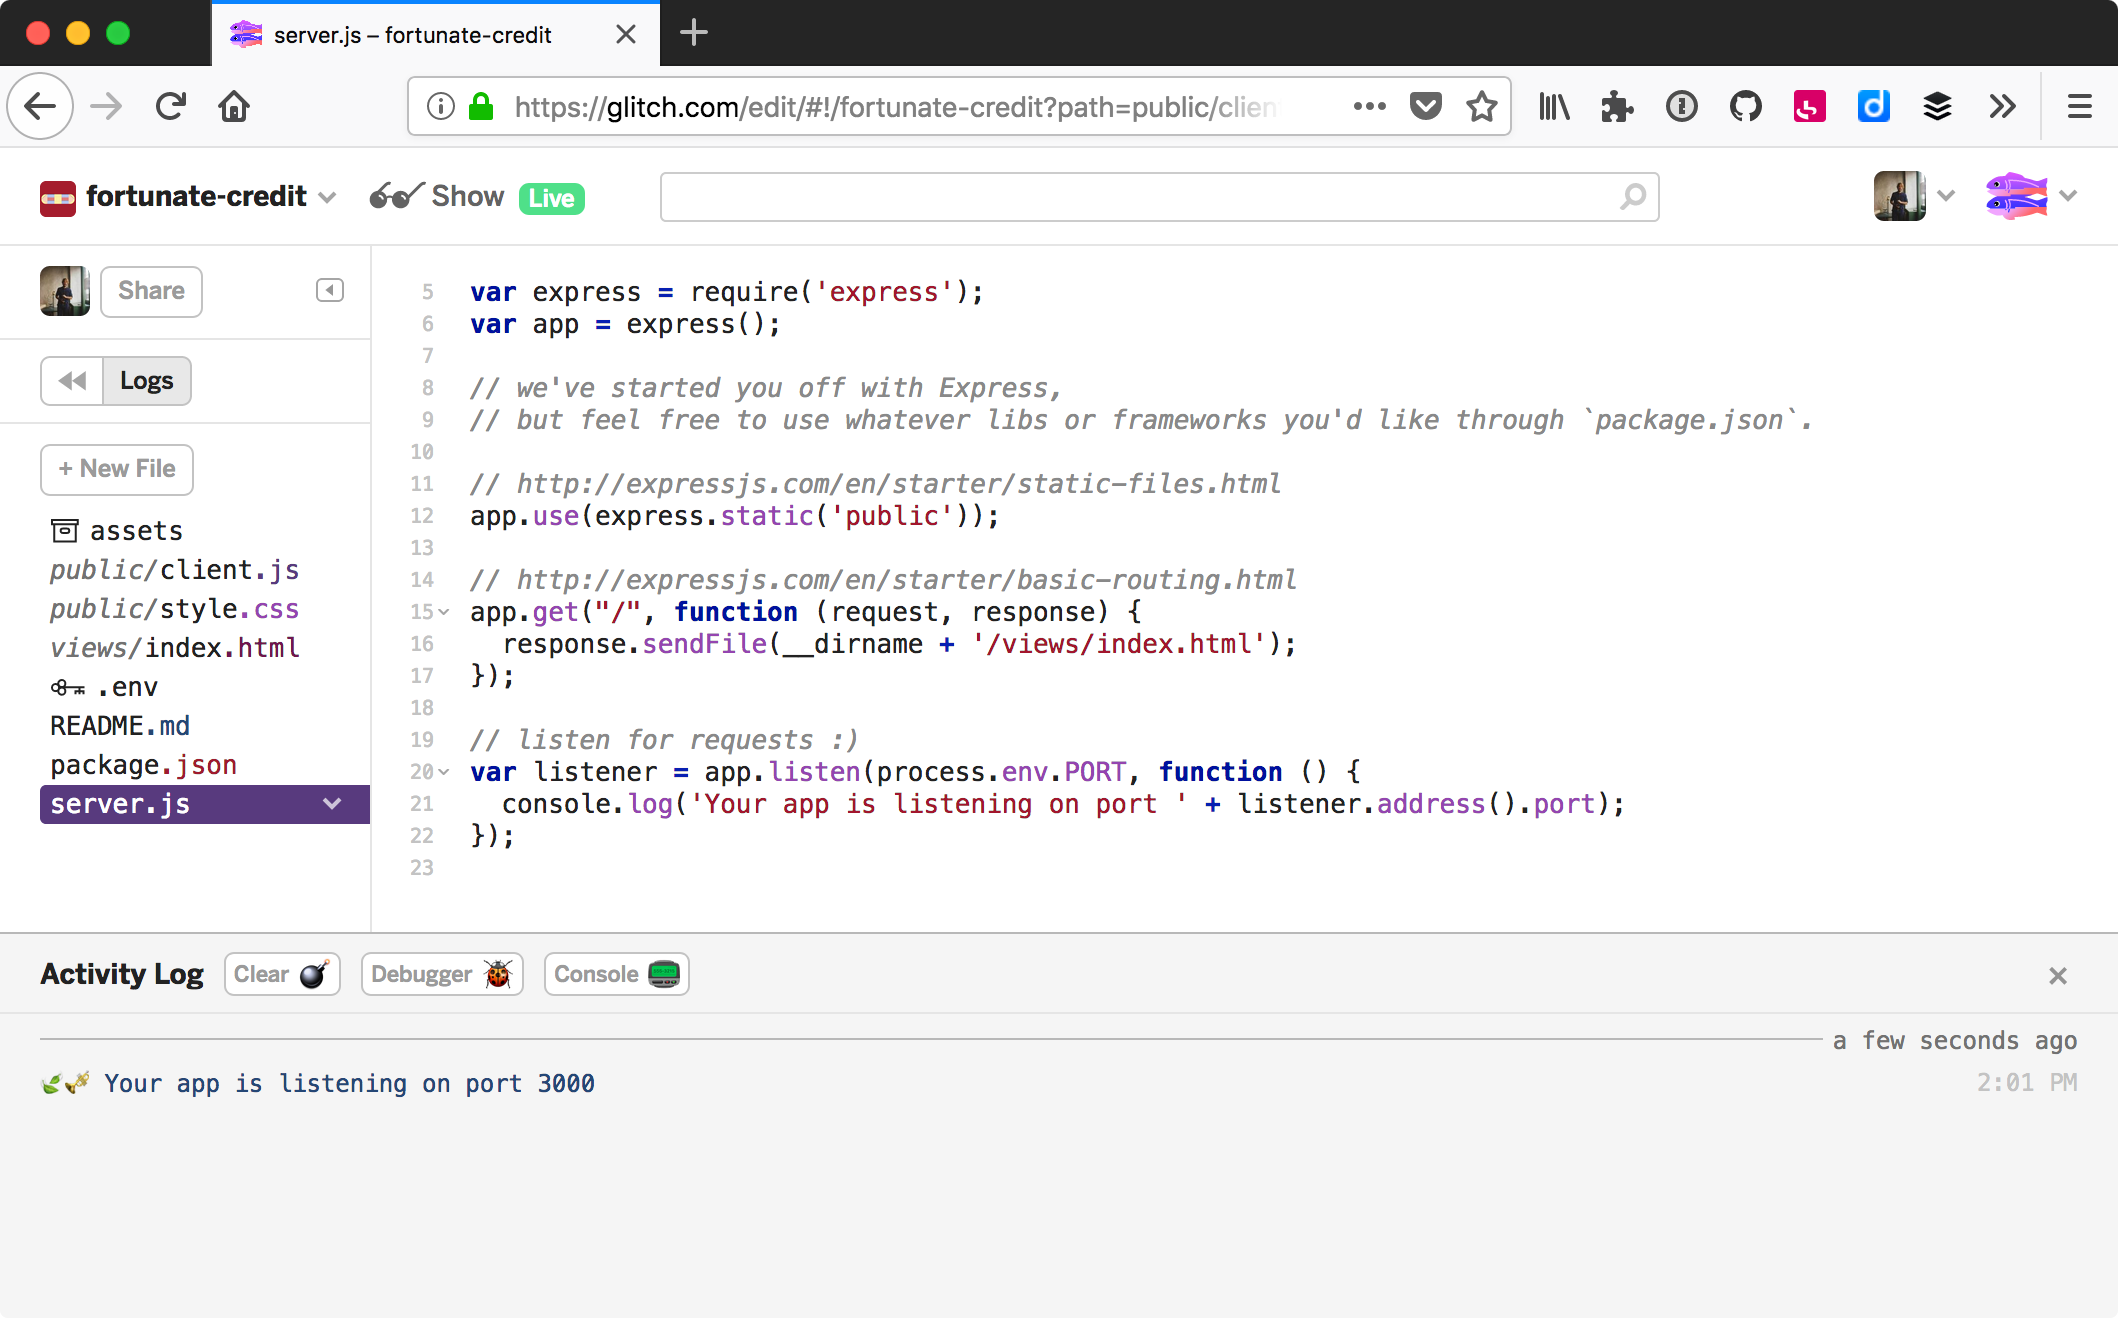 server.js – fortunate-credit
https://glitch.com/edit/#!/fortunate-credit?path=public/clien
fortunate-credit Show Live
Share
Logs
+ New File
assets
public/client.js
public/style.css
views/index.html
.env
README.md
package.json
server.js
5 var express = require('express');
6 var app = express();
7
8 // we've started you off with Express,
9 // but feel free to use whatever libs or frameworks you'd like through `package.json`.
10
11 // http://expressjs.com/en/starter/static-files.html
12 app.use(express.static('public'));
13
14 // http://expressjs.com/en/starter/basic-routing.html
15 app.get("/", function (request, response) {
16   response.sendFile(__dirname + '/views/index.html');
17 });
18
19 // listen for requests :)
20 var listener = app.listen(process.env.PORT, function () {
21   console.log('Your app is listening on port ' + listener.address().port);
22 });
23
Activity Log Clear Debugger Console
a few seconds ago
Your app is listening on port 3000 2:01 PM